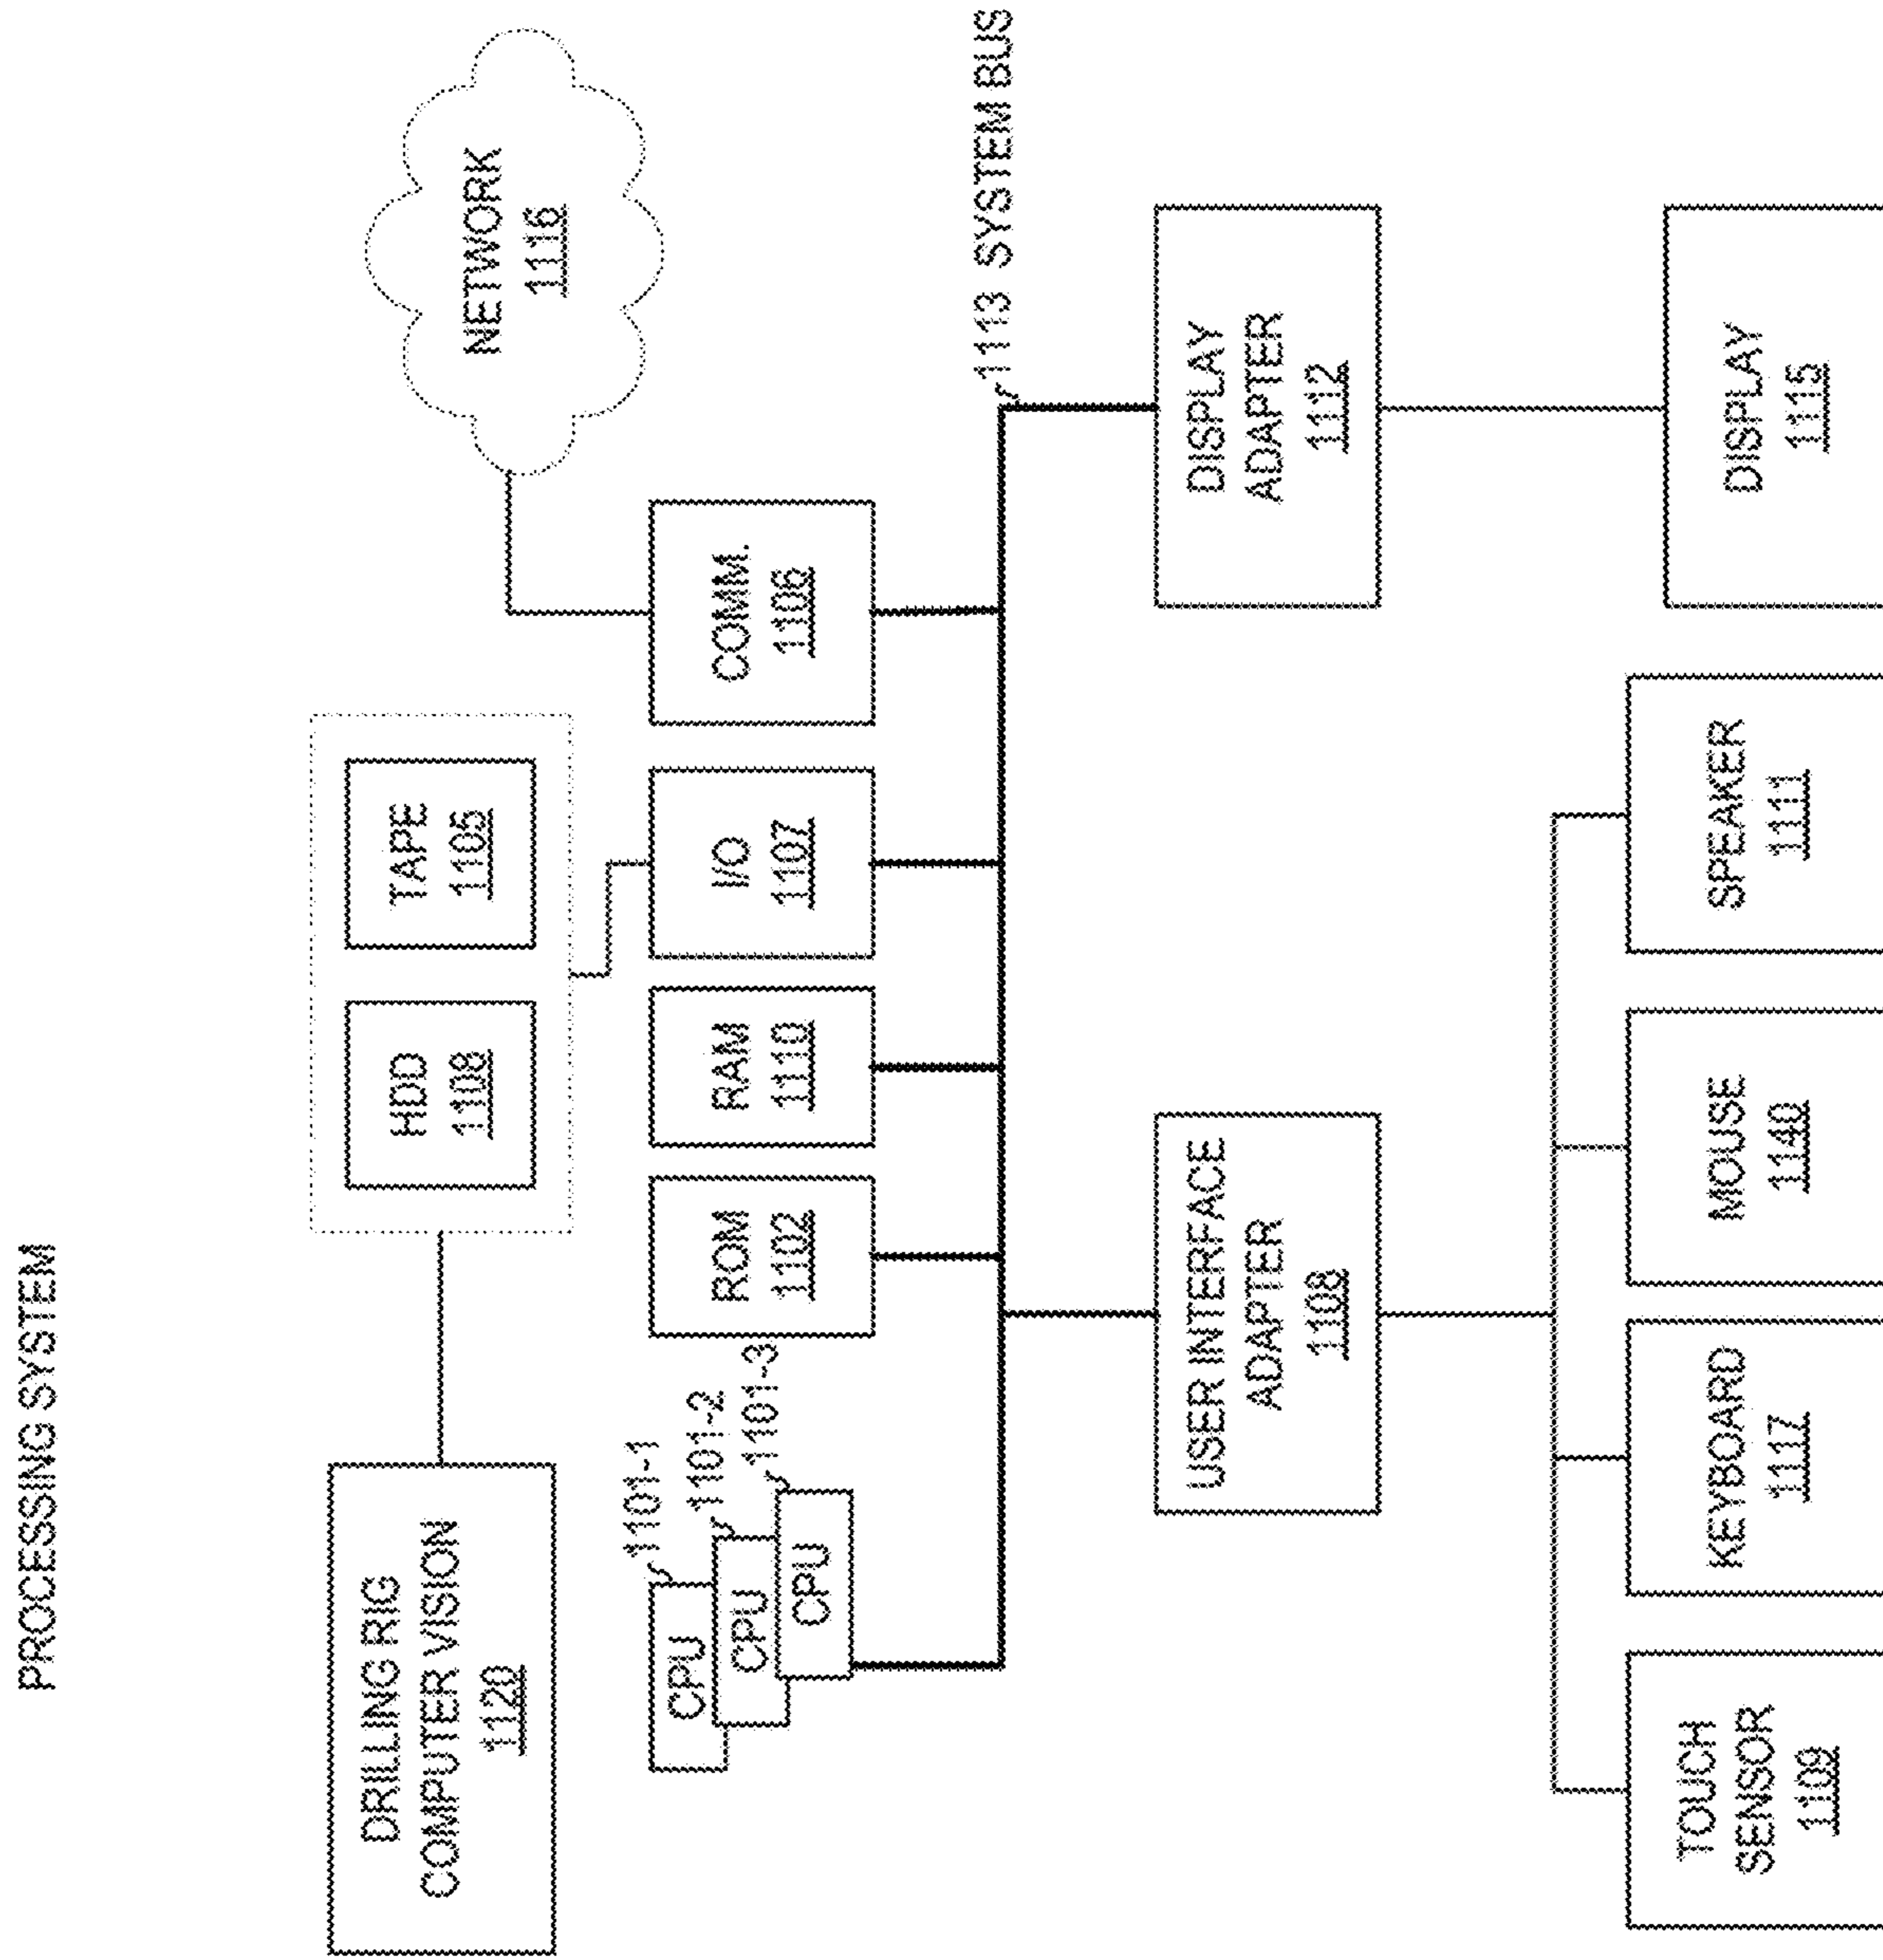 PROCESSING SYSTEM
DRILLING RIG
COMPUTER VISION
1120
HDD
1108
TAPE
1105
NETWORK
1116
CPU
1101-1
CPU
1101-2
CPU
1101-3
ROM
1102
RAM
1110
I/O
1107
COMM.
1106
1113 SYSTEM BUS
USER INTERFACE
ADAPTER
1108
DISPLAY
ADAPTER
1112
TOUCH
SENSOR
1109
KEYBOARD
1117
MOUSE
1140
SPEAKER
1111
DISPLAY
1115